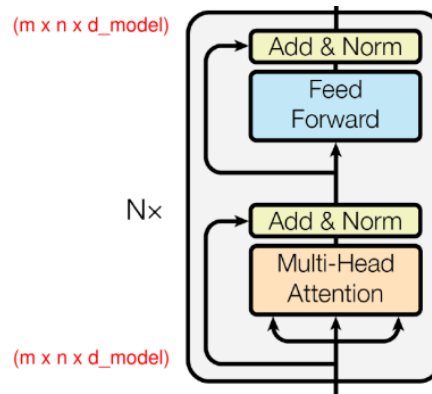 (m x n x d_model)
Add & Norm
Feed
Forward
N×
Add & Norm
Multi-Head
Attention
(m x n x d_model)